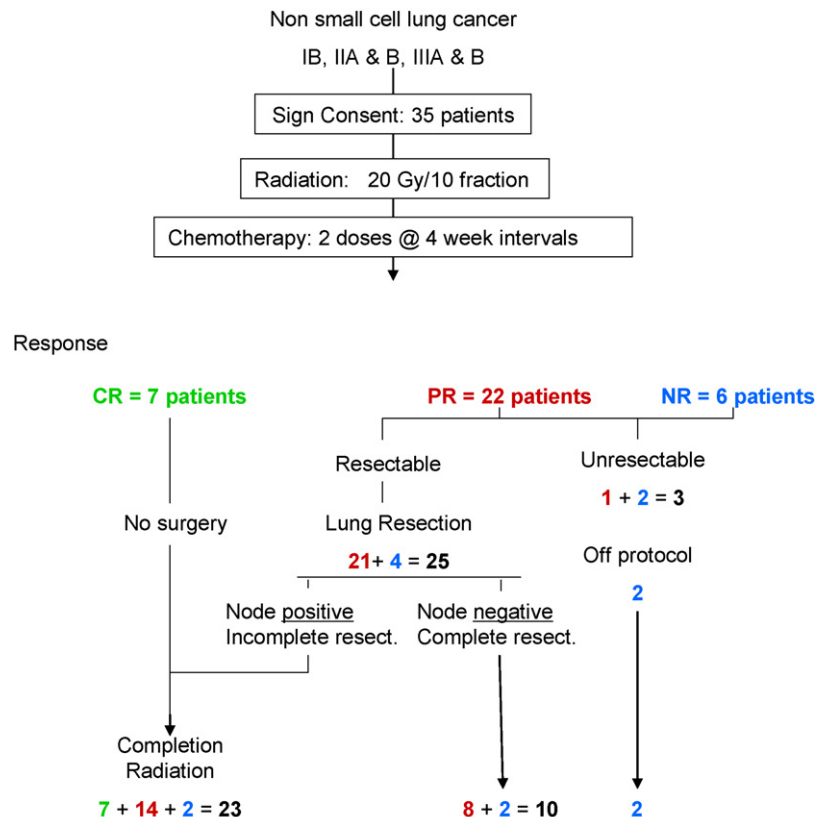 Non small cell lung cancer
IB, IIA & B, IIIA & B
Sign Consent: 35 patients
Radiation: 20 Gy/10 fraction
Chemotherapy: 2 doses @ 4 week intervals
Response
CR = 7 patients
PR = 22 patients
NR = 6 patients
Resectable
Unresectable
1 + 2 = 3
No surgery
Lung Resection
21+ 4 = 25
Off protocol
2
Node positive
Incomplete resect.
Node negative
Complete resect.
Completion
Radiation
7 + 14 + 2 = 23
8 + 2 = 10
2